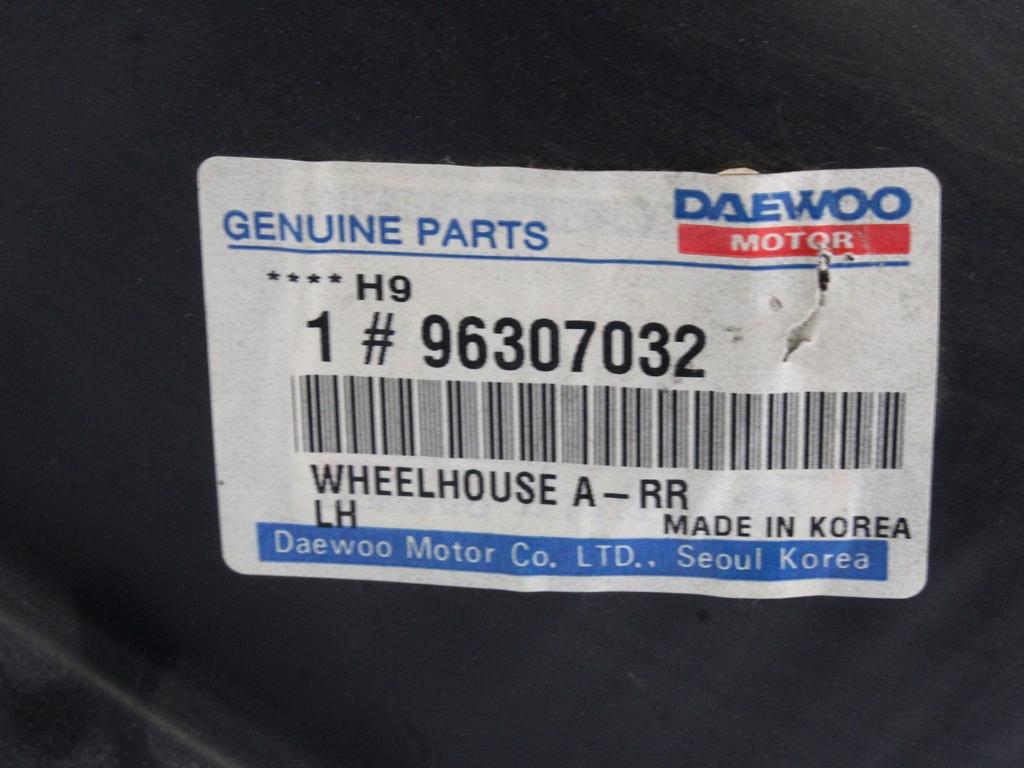 DAEWOO
MOTOR
GENUINE PARTS
**** H9
1 # 96307032
WHEELHOUSE A-RR
LH
MADE IN KOREA
Daewoo Motor Co. LTD.. Seoul Korea